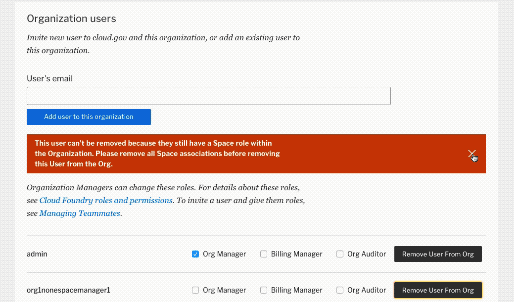 Organization users
Invite new user to cloud.gov and this organization, or add an existing user to
this organization.
User's email
Add user to this organization
This user can't be removed because they still have a Space role within
the Organization. Please remove all Space associations before removing
this User from the Org.
Organization Managers can change these roles. For details about these roles,
see Cloud Foundry roles and permissions. To invite a user and give them roles,
see Managing Teammates.
admin Org Manager Billing Manager Org Auditor Remove User From Org
org1nonespacemanager1 Org Manager Billing Manager Org Auditor Remove User From Org